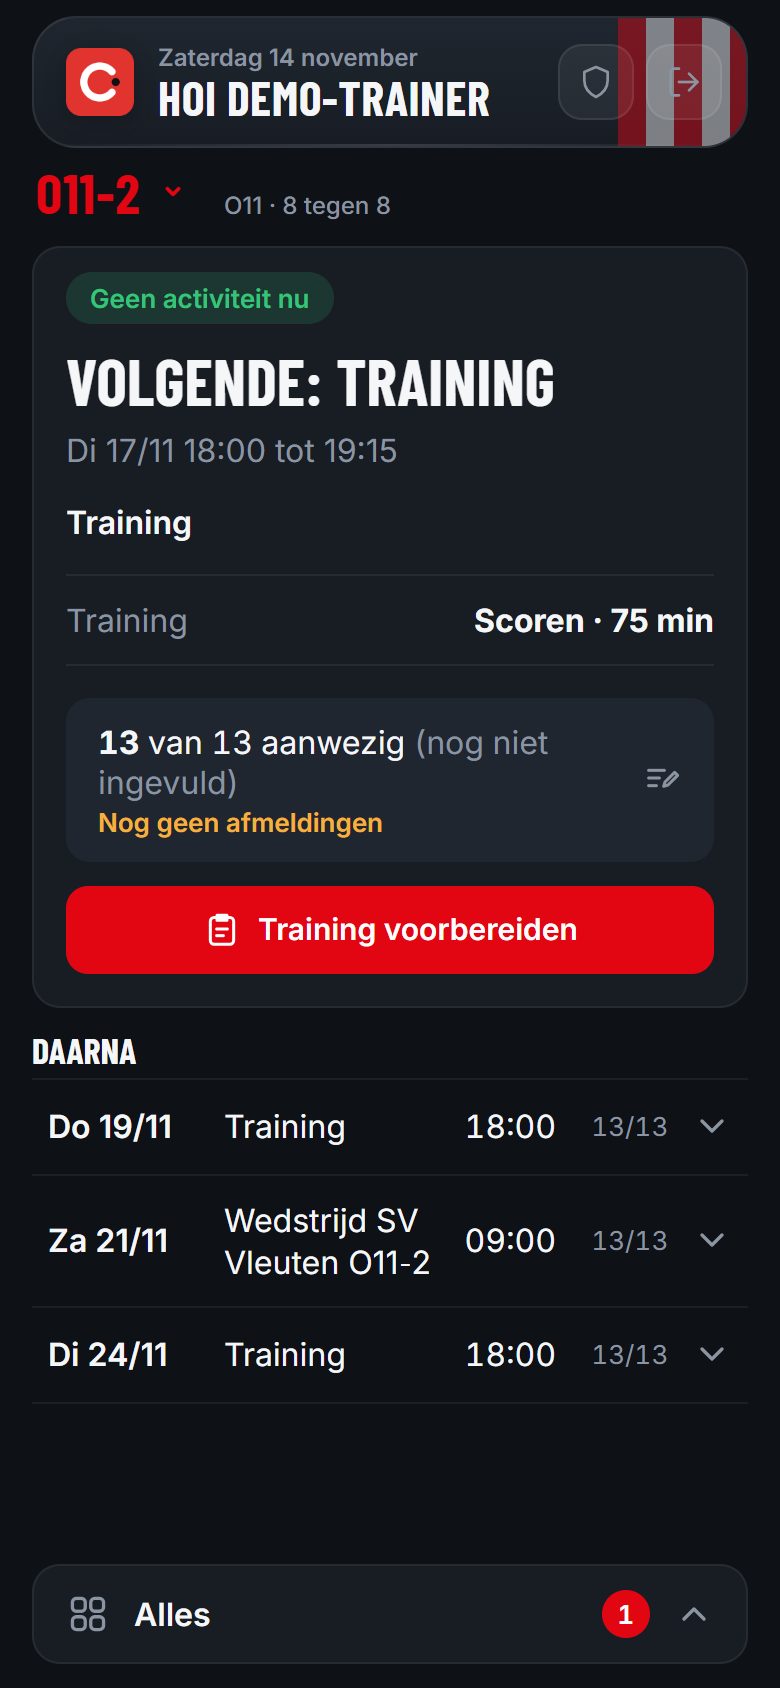 Zaterdag 14 november
HOI DEMO-TRAINER
O11-2
O11 · 8 tegen 8
Geen activiteit nu
VOLGENDE: TRAINING
Di 17/11 18:00 tot 19:15
Training
Training Scoren · 75 min
13 van 13 aanwezig (nog niet
ingevuld)
Nog geen afmeldingen
Training voorbereiden
DAARNA
Do 19/11 Training 18:00 13/13
Za 21/11 Wedstrijd SV
Vleuten O11-2 09:00 13/13
Di 24/11 Training 18:00 13/13
Alles 1